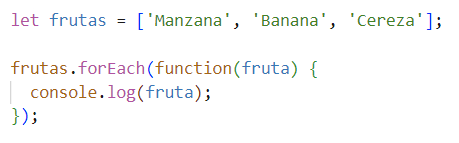 let frutas = ['Manzana', 'Banana', 'Cereza'];
frutas.forEach(function(fruta) {
  console.log(fruta);
});